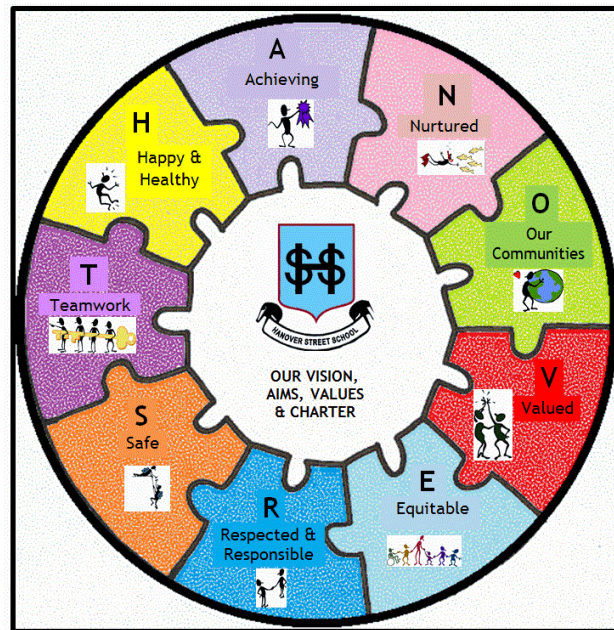 H
Happy &
Healthy
A
Achieving
N
Nurtured
O
Our
Communities
V
Valued
E
Equitable
R
Respected &
Responsible
S
Safe
T
Teamwork
HANOVER STREET SCHOOL
OUR VISION,
AIMS, VALUES
& CHARTER